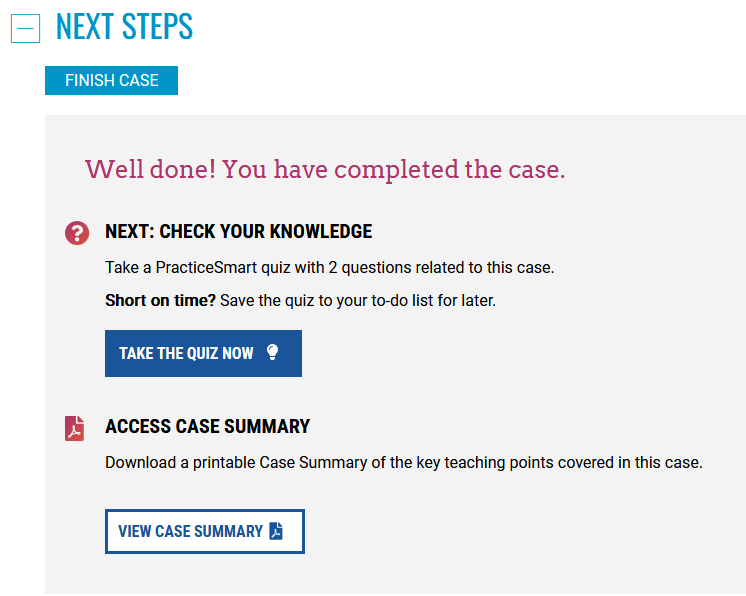 NEXT STEPS
FINISH CASE
Well done! You have completed the case.
NEXT: CHECK YOUR KNOWLEDGE
Take a PracticeSmart quiz with 2 questions related to this case.
Short on time? Save the quiz to your to-do list for later.
TAKE THE QUIZ NOW
ACCESS CASE SUMMARY
Download a printable Case Summary of the key teaching points covered in this case.
VIEW CASE SUMMARY